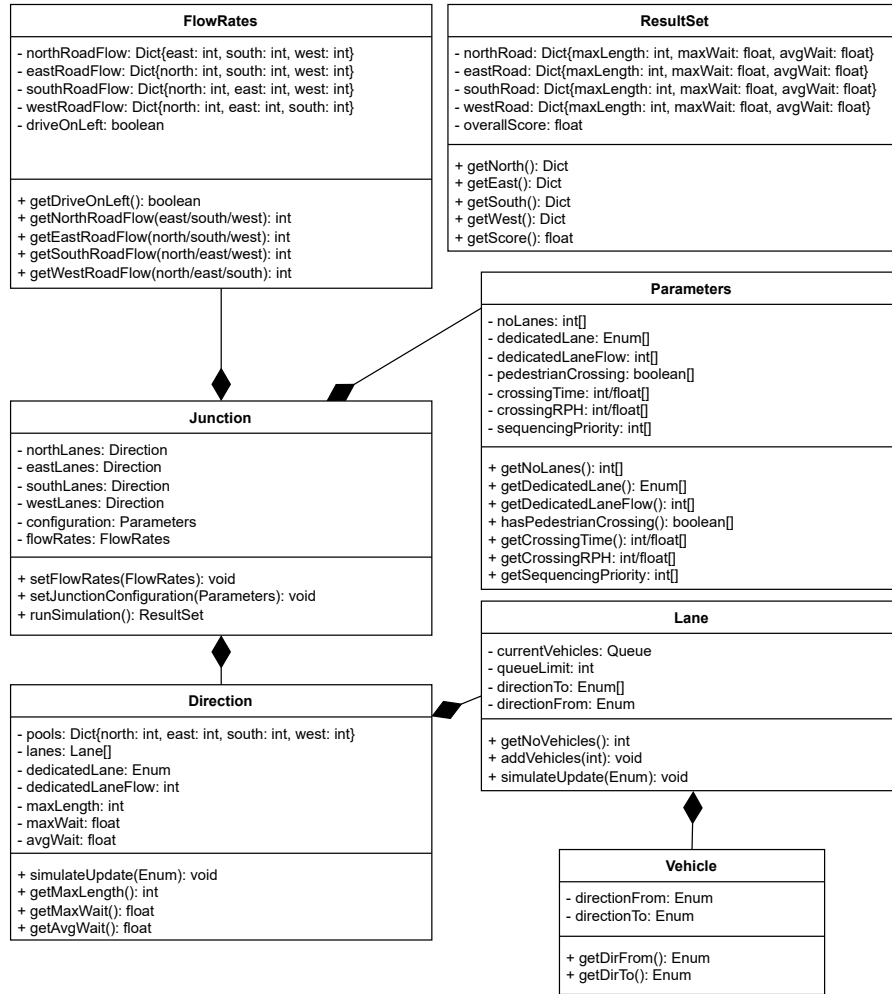 FlowRates
- northRoadFlow: Dict{east: int, south: int, west: int}
- eastRoadFlow: Dict{north: int, south: int, west: int}
- southRoadFlow: Dict{north: int, east: int, west: int}
- westRoadFlow: Dict{north: int, east: int, south: int}
- driveOnLeft: boolean
+ getDriveOnLeft(): boolean
+ getNorthRoadFlow(east/south/west): int
+ getEastRoadFlow(north/south/west): int
+ getSouthRoadFlow(north/east/west): int
+ getWestRoadFlow(north/east/south): int
ResultSet
- northRoad: Dict{maxLength: int, maxWait: float, avgWait: float}
- eastRoad: Dict{maxLength: int, maxWait: float, avgWait: float}
- southRoad: Dict{maxLength: int, maxWait: float, avgWait: float}
- westRoad: Dict{maxLength: int, maxWait: float, avgWait: float}
- overallScore: float
+ getNorth(): Dict
+ getEast(): Dict
+ getSouth(): Dict
+ getWest(): Dict
+ getScore(): float
Parameters
- noLanes: int[]
- dedicatedLane: Enum[]
- dedicatedLaneFlow: int[]
- pedestrianCrossing: boolean[]
- crossingTime: int/float[]
- crossingRPH: int/float[]
- sequencingPriority: int[]
+ getNoLanes(): int[]
+ getDedicatedLane(): Enum[]
+ getDedicatedLaneFlow(): int[]
+ hasPedestrianCrossing(): boolean[]
+ getCrossingTime(): int/float[]
+ getCrossingRPH: int/float[]
+ getSequencingPriority: int[]
Junction
- northLanes: Direction
- eastLanes: Direction
- southLanes: Direction
- westLanes: Direction
- configuration: Parameters
- flowRates: FlowRates
+ setFlowRates(FlowRates): void
+ setJunctionConfiguration(Parameters): void
+ runSimulation(): ResultSet
Lane
- currentVehicles: Queue
- queueLimit: int
- directionTo: Enum[]
- directionFrom: Enum
+ getNoVehicles(): int
+ addVehicles(int): void
+ simulateUpdate(Enum): void
Direction
- pools: Dict{north: int, east: int, south: int, west: int}
- lanes: Lane[]
- dedicatedLane: Enum
- dedicatedLaneFlow: int
- maxLength: int
- maxWait: float
- avgWait: float
+ simulateUpdate(Enum): void
+ getMaxLength(): int
+ getMaxWait(): float
+ getAvgWait(): float
Vehicle
- directionFrom: Enum
- directionTo: Enum
+ getDirFrom(): Enum
+ getDirTo(): Enum